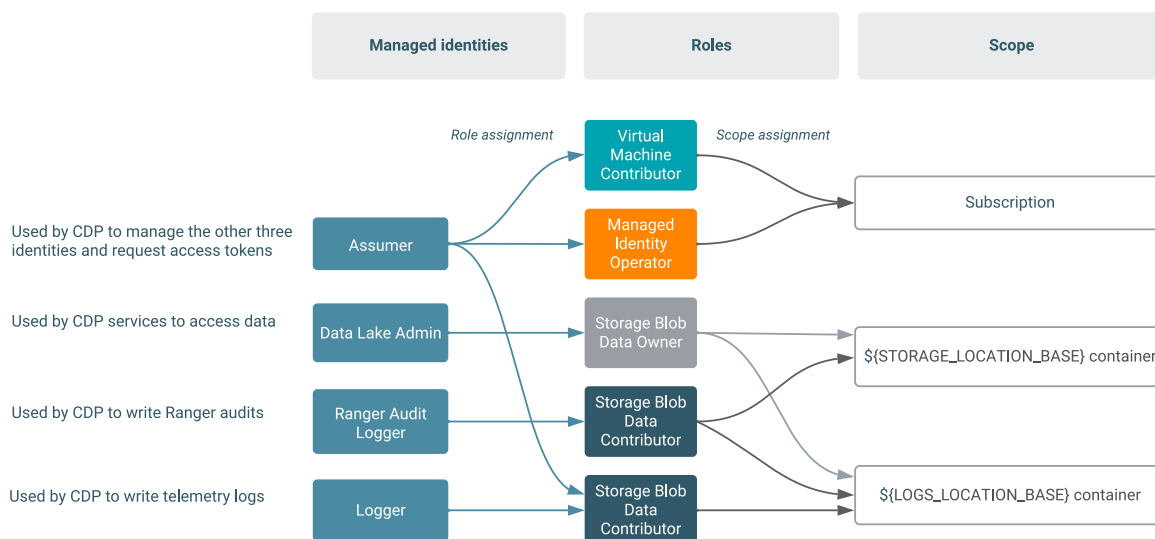 Managed identities
Roles
Scope
Role assignment
Virtual
Machine
Contributor
Scope assignment
Subscription
Used by CDP to manage the other three
identities and request access tokens
Assumer
Managed
Identity
Operator
Used by CDP services to access data
Data Lake Admin
Storage Blob
Data Owner
${STORAGE_LOCATION_BASE} container
Used by CDP to write Ranger audits
Ranger Audit
Logger
Storage Blob
Data
Contributor
Used by CDP to write telemetry logs
Logger
Storage Blob
Data
Contributor
${LOGS_LOCATION_BASE} container